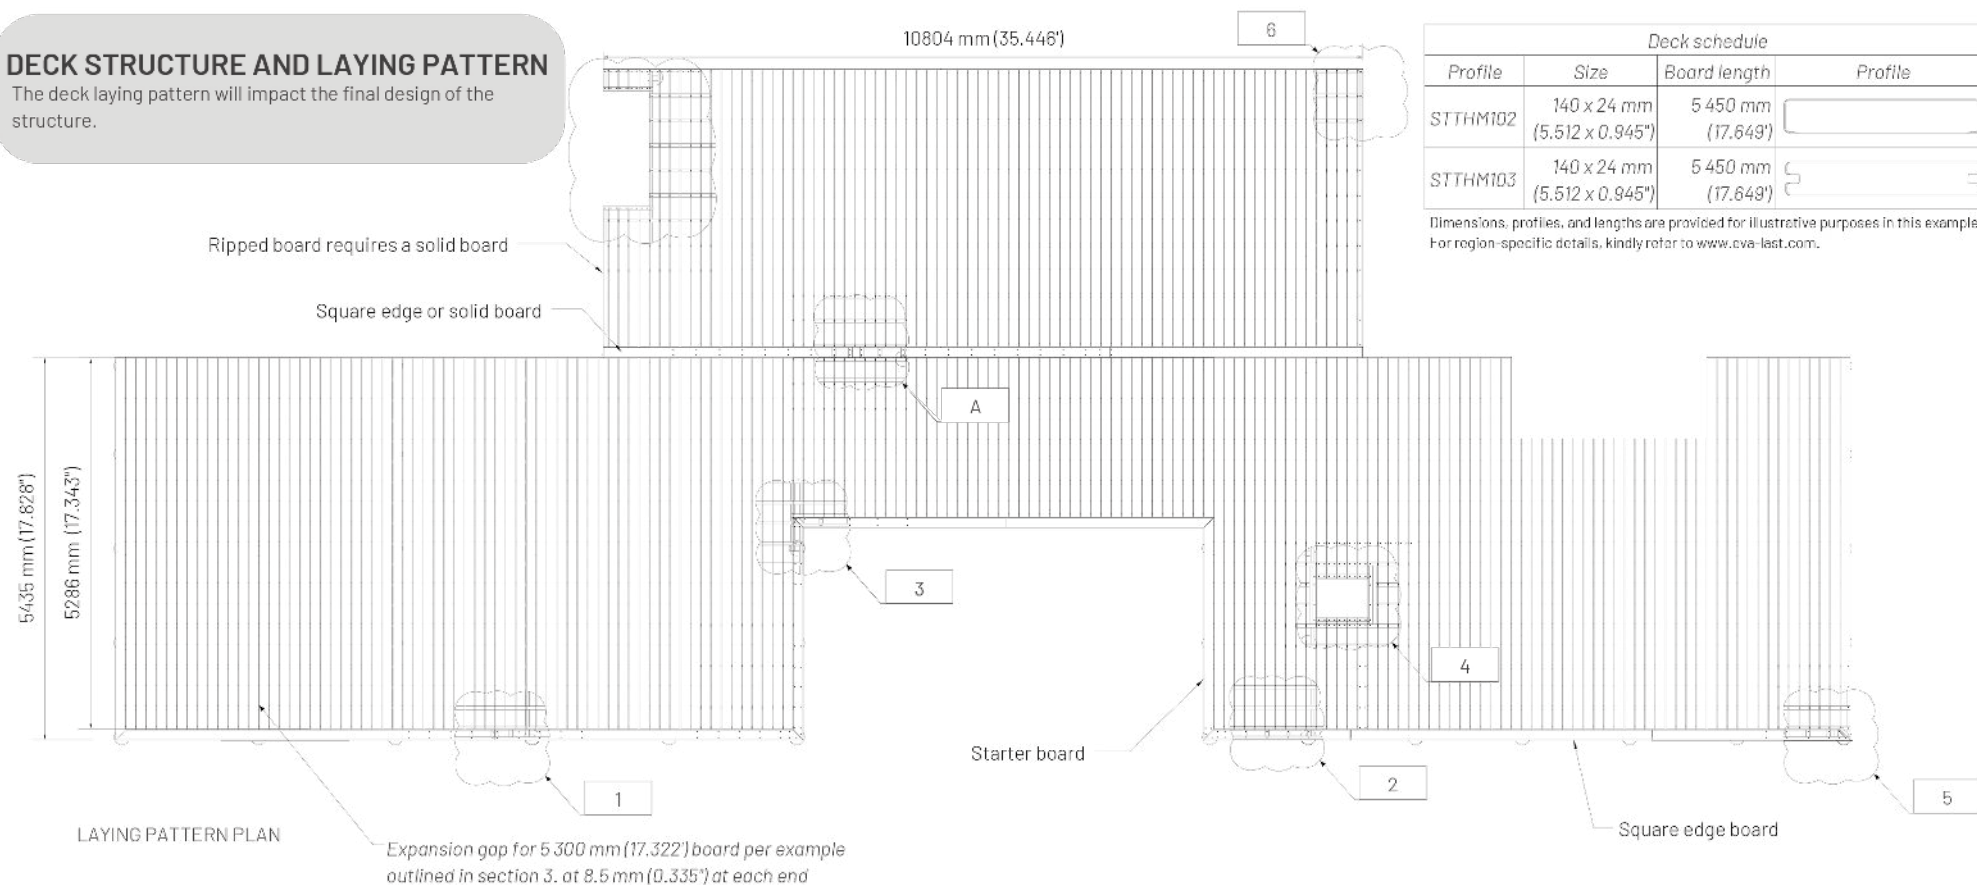 DECK STRUCTURE AND LAYING PATTERN
The deck laying pattern will impact the final design of the
structure.
10804 mm (35.446')
6
Deck schedule
Profile Size Board length Profile
STTHM102 140 x 24 mm (5.512 x 0.945") 5 450 mm (17.649')
STTHM103 140 x 24 mm (5.512 x 0.945") 5 450 mm (17.649')
Dimensions, profiles, and lengths are provided for illustrative purposes in this example
For region-specific details, kindly refer to www.eva-last.com.
Ripped board requires a solid board
Square edge or solid board
A
5435 mm (17.828")
5286 mm (17.343")
3
4
Starter board
1
2
5
Square edge board
LAYING PATTERN PLAN
Expansion gap for 5 300 mm (17.322') board per example
outlined in section 3. at 8.5 mm (0.335") at each end